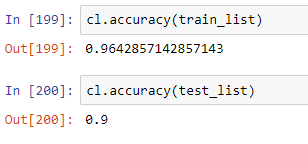 In [199]: cl.accuracy(train_list)
Out[199]: 0.9642857142857143
In [200]: cl.accuracy(test_list)
Out[200]: 0.9